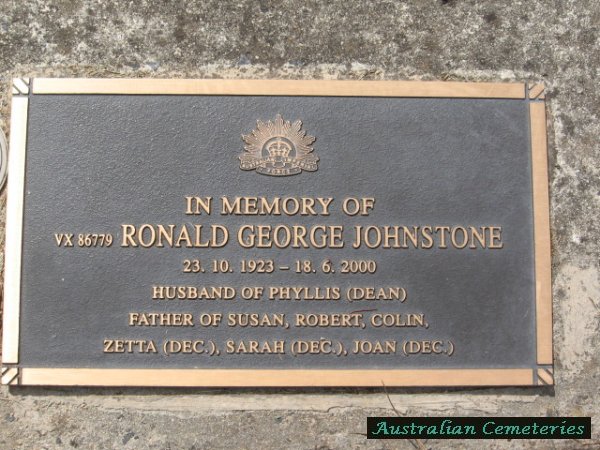 IN MEMORY OF
VX 86779 RONALD GEORGE JOHNSTONE
23. 10. 1923 – 18. 6. 2000
HUSBAND OF PHYLLIS (DEAN)
FATHER OF SUSAN, ROBERT, COLIN,
ZETTA (DEC.), SARAH (DEC.), JOAN (DEC.)
Australian Cemeteries